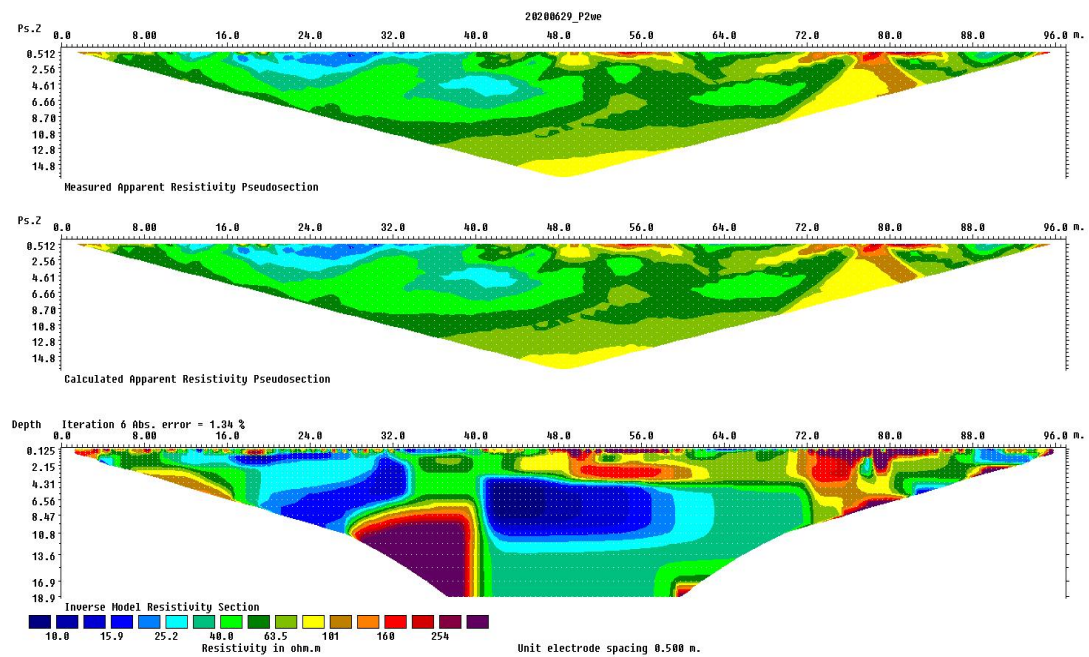 20200629_P2we
Ps.Z
0.0 8.00 16.0 24.0 32.0 40.0 48.0 56.0 64.0 72.0 80.0 88.0 96.0 m.
0.512
2.56
4.61
6.66
8.70
10.8
12.8
14.8
Measured Apparent Resistivity Pseudosection
Ps.Z
0.0 8.00 16.0 24.0 32.0 40.0 48.0 56.0 64.0 72.0 80.0 88.0 96.0 m.
0.512
2.56
4.61
6.66
8.70
10.8
12.8
14.8
Calculated Apparent Resistivity Pseudosection
Depth Iteration 6 Abs. error = 1.34 %
0.0 8.00 16.0 24.0 32.0 40.0 48.0 56.0 64.0 72.0 80.0 88.0 96.0 m.
0.125
2.15
4.31
6.56
8.47
10.8
13.6
16.9
18.9
Inverse Model Resistivity Section
10.0 15.9 25.2 40.0 63.5 101 160 254
Resistivity in ohm.m Unit electrode spacing 0.500 m.